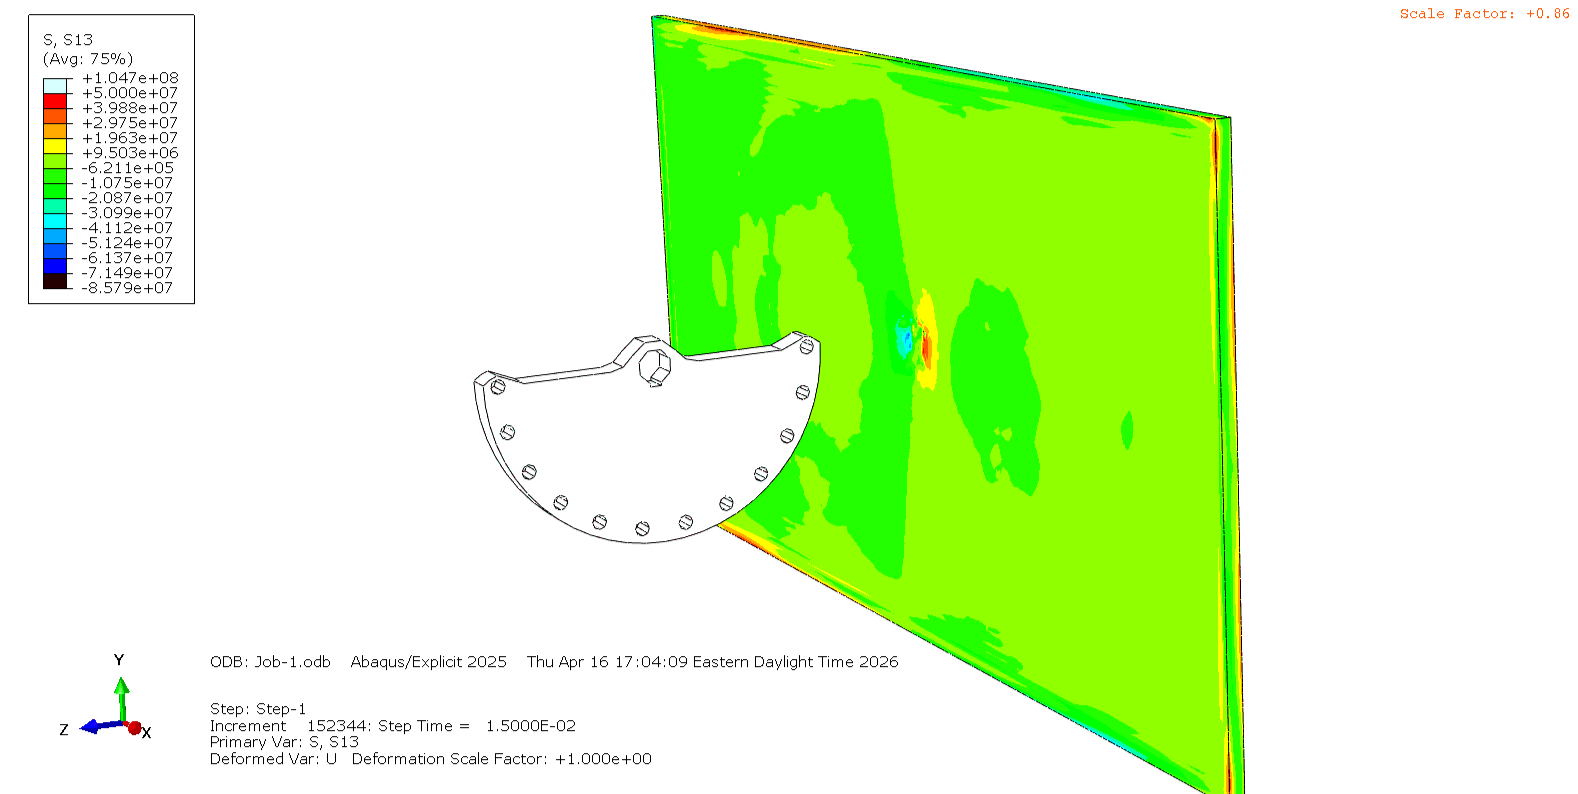 Scale Factor: +0.86
S, S13
(Avg: 75%)
+1.047e+08
+5.000e+07
+3.988e+07
+2.975e+07
+1.963e+07
+9.503e+06
-6.211e+05
-1.075e+07
-2.087e+07
-3.099e+07
-4.112e+07
-5.124e+07
-6.137e+07
-7.149e+07
-8.579e+07
Y
Z
X
ODB: Job-1.odb    Abaqus/Explicit 2025    Thu Apr 16 17:04:09 Eastern Daylight Time 2026
Step: Step-1
Increment    152344: Step Time =    1.5000E-02
Primary Var: S, S13
Deformed Var: U   Deformation Scale Factor: +1.000e+00